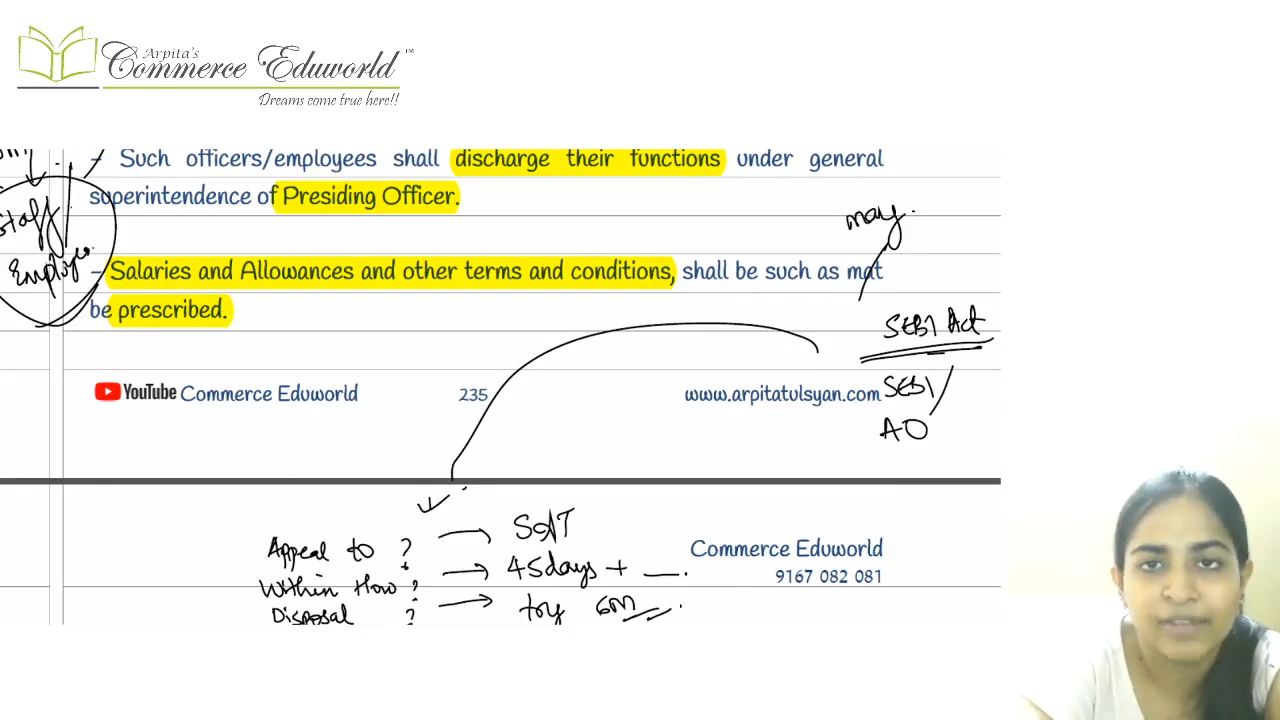 Arpita's
Commerce Eduworld™
Dreams come true here!!
- Such officers/employees shall discharge their functions under general
superintendence of Presiding Officer.
Staff
Employee
may.
- Salaries and Allowances and other terms and conditions, shall be such as mat
be prescribed.
SEBI Act
YouTube Commerce Eduworld 235 www.arpitatulsyan.com
SEBI
AO
Appeal to ? → SAT
Within How ? → 45days +
Disposal ? → try 6m
Commerce Eduworld
9167 082 081